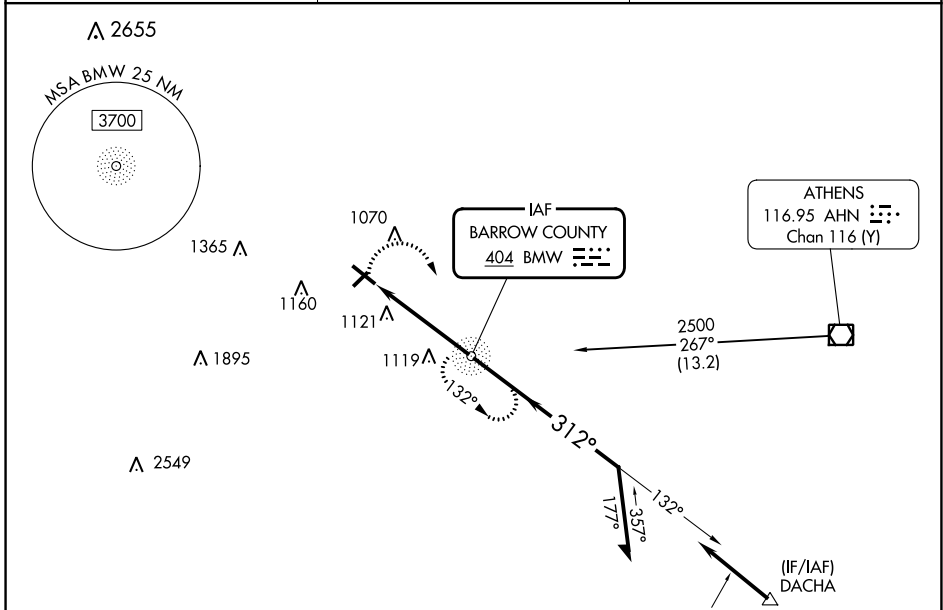 2655
MSA BMW 25 NM
3700
1365
1070
1160
1121
1119
1895
2549
IAF
BARROW COUNTY
404 BMW
ATHENS
116.95 AHN
Chan 116 (Y)
2500
267°
(13.2)
132°
312°
177°
357°
132°
(IF/IAF)
DACHA